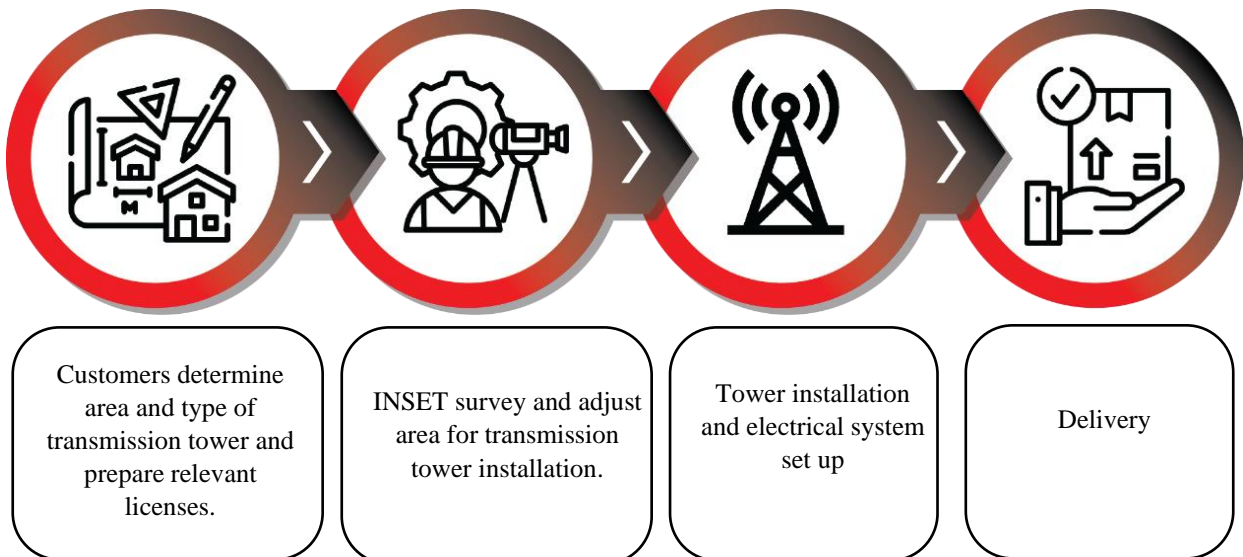 Customers determine
area and type of
transmission tower and
prepare relevant
licenses.
INSET survey and adjust
area for transmission
tower installation.
Tower installation
and electrical system
set up
Delivery